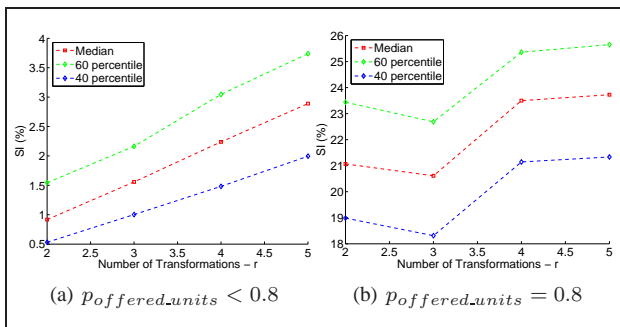 4
3.5
3
2.5
2
1.5
1
0.5
SI (%)
Median
60 percentile
40 percentile
2 2.5 3 3.5 4 4.5 5
Number of Transformations − r
(a) p_offered_units < 0.8
26
25
24
23
22
21
20
19
18
SI (%)
Median
60 percentile
40 percentile
2 2.5 3 3.5 4 4.5 5
Number of Transformations − r
(b) p_offered_units = 0.8